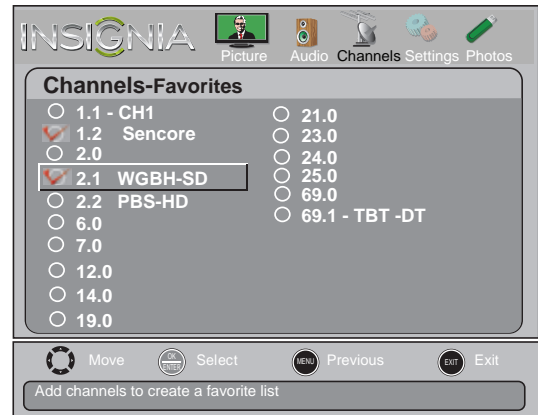 INSIGNIA
Picture Audio Channels Settings Photos
Channels-Favorites
1.1 - CH1
1.2 Sencore
2.0
2.1 WGBH-SD
2.2 PBS-HD
6.0
7.0
12.0
14.0
19.0
21.0
23.0
24.0
25.0
69.0
69.1 - TBT -DT
Move OK ENTER Select MENU Previous EXIT Exit
Add channels to create a favorite list